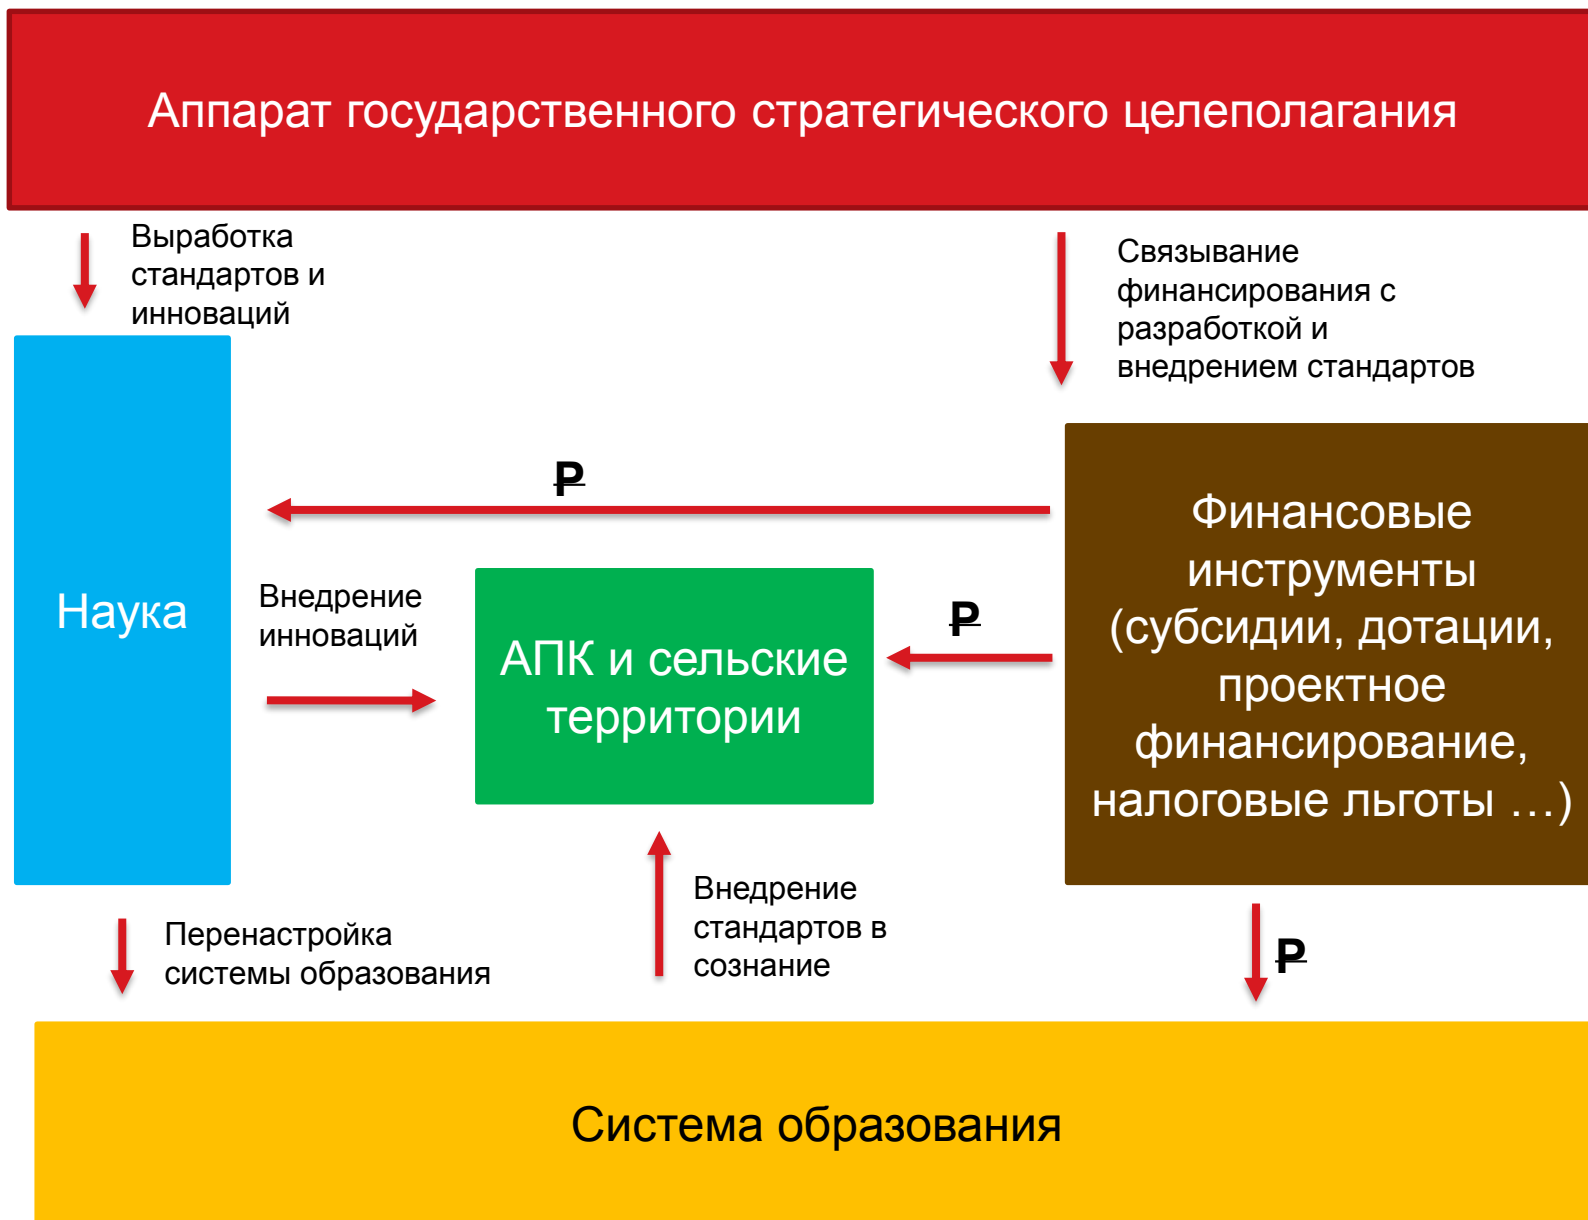 Аппарат государственного стратегического целеполагания
Выработка
стандартов и
инноваций
Связывание
финансирования с
разработкой и
внедрением стандартов
Р
Финансовые
инструменты
(субсидии, дотации,
проектное
финансирование,
налоговые льготы …)
Наука
Внедрение
инноваций
АПК и сельские
территории
Р
Перенастройка
системы образования
Внедрение
стандартов в
сознание
Р
Система образования